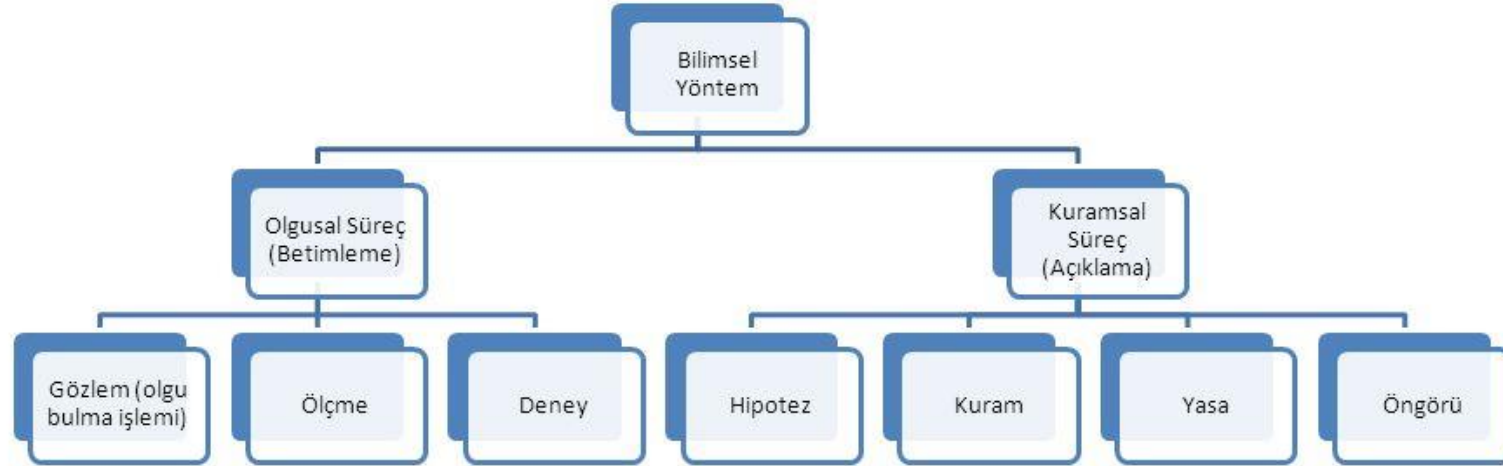 Bilimsel
Yöntem
Olgusal Süreç
(Betimleme)
Kuramsal
Süreç
(Açıklama)
Gözlem (olgu
bulma işlemi)
Ölçme
Deney
Hipotez
Kuram
Yasa
Öngörü